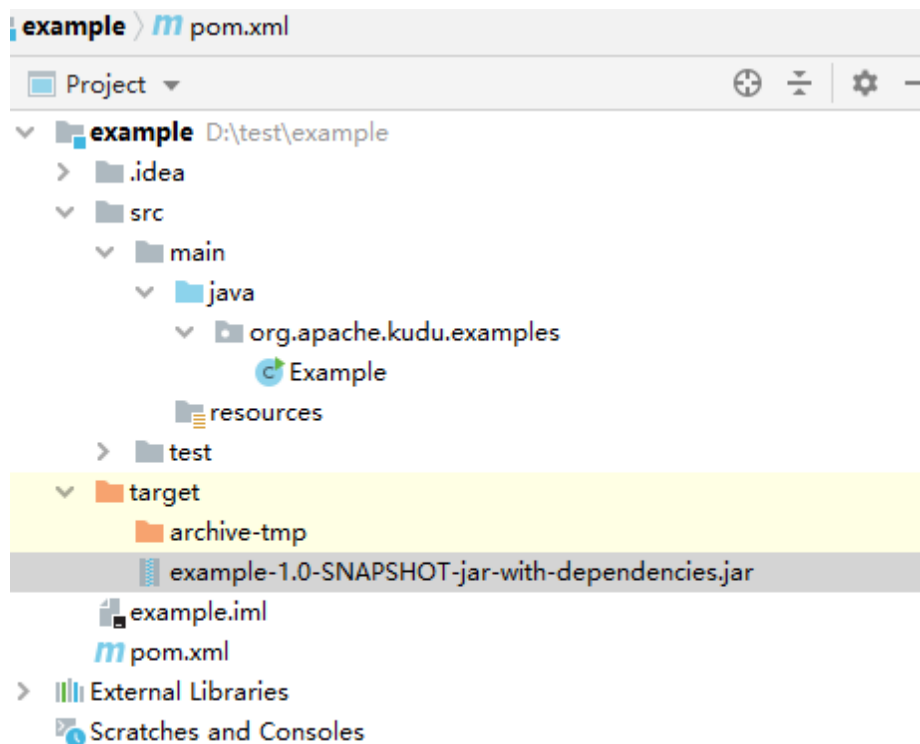 example pom.xml
Project
example D:\test\example
.idea
src
main
java
org.apache.kudu.examples
Example
resources
test
target
archive-tmp
example-1.0-SNAPSHOT-jar-with-dependencies.jar
example.iml
pom.xml
External Libraries
Scratches and Consoles